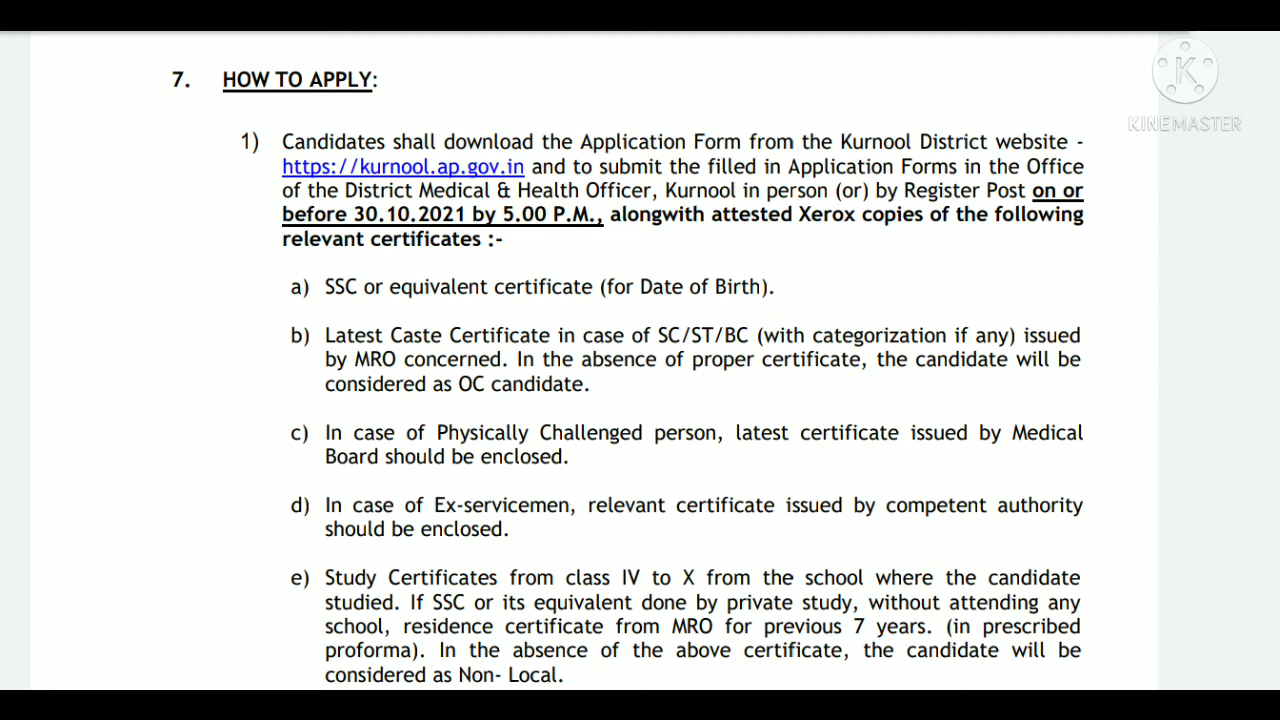 7. HOW TO APPLY:
1) Candidates shall download the Application Form from the Kurnool District website -
https://kurnool.ap.gov.in and to submit the filled in Application Forms in the Office
of the District Medical & Health Officer, Kurnool in person (or) by Register Post on or
before 30.10.2021 by 5.00 P.M., alongwith attested Xerox copies of the following
relevant certificates :-
a) SSC or equivalent certificate (for Date of Birth).
b) Latest Caste Certificate in case of SC/ST/BC (with categorization if any) issued
by MRO concerned. In the absence of proper certificate, the candidate will be
considered as OC candidate.
c) In case of Physically Challenged person, latest certificate issued by Medical
Board should be enclosed.
d) In case of Ex-servicemen, relevant certificate issued by competent authority
should be enclosed.
e) Study Certificates from class IV to X from the school where the candidate
studied. If SSC or its equivalent done by private study, without attending any
school, residence certificate from MRO for previous 7 years. (in prescribed
proforma). In the absence of the above certificate, the candidate will be
considered as Non- Local.
K
KINEMASTER